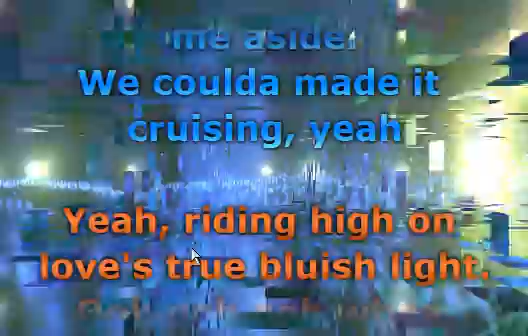 me aside
We coulda made it
cruising, yeah
Yeah, riding high on
love's true bluish light.